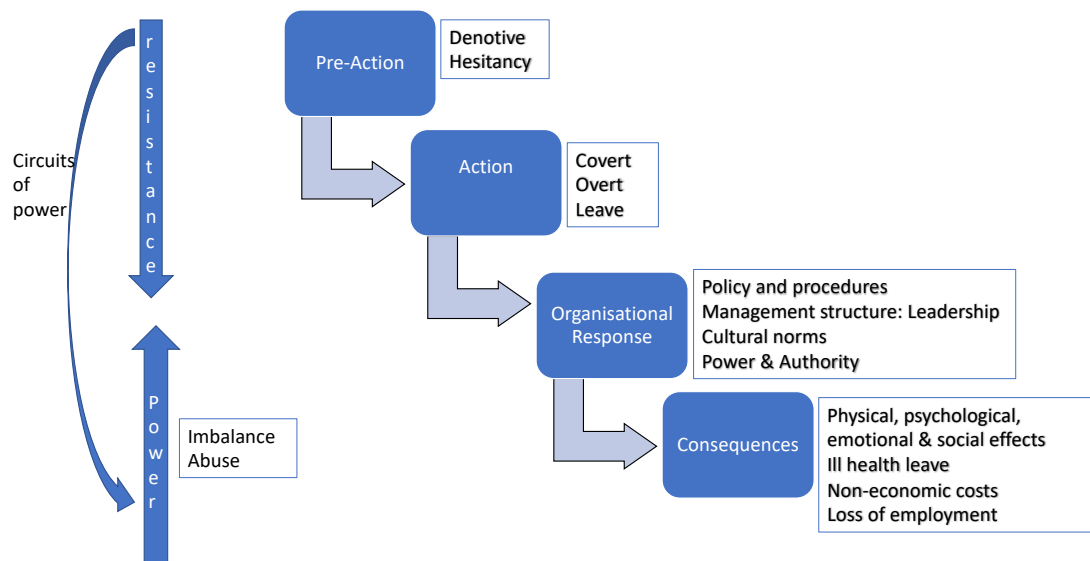 resistance
Circuits
of
power
Power
Imbalance
Abuse
Pre-Action
Denotive
Hesitancy
Action
Covert
Overt
Leave
Organisational
Response
Policy and procedures
Management structure: Leadership
Cultural norms
Power & Authority
Consequences
Physical, psychological,
emotional & social effects
Ill health leave
Non-economic costs
Loss of employment